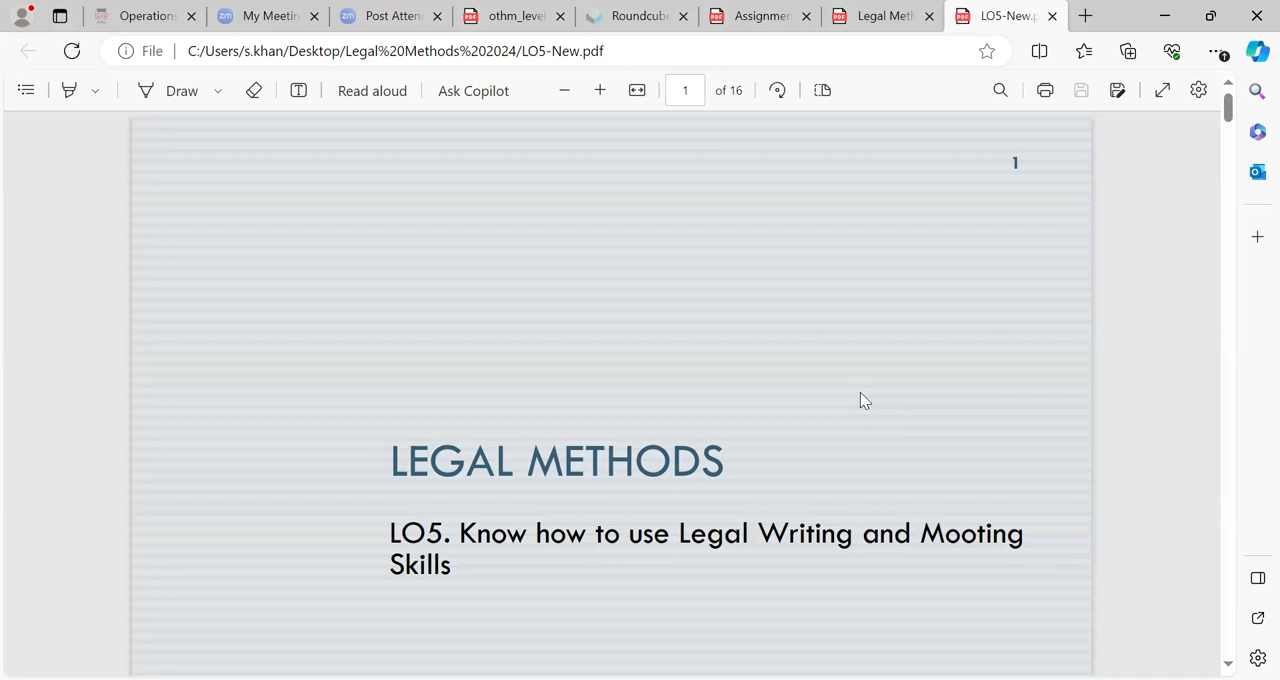 Operations
My Meetin
Post Atten
othm_level
Roundcube
Assignmen
Legal Meth
LO5-New.p
File
C:/Users/s.khan/Desktop/Legal%20Methods%202024/LO5-New.pdf
Draw
Read aloud
Ask Copilot
1
of 16
1
LEGAL METHODS
LO5. Know how to use Legal Writing and Mooting
Skills